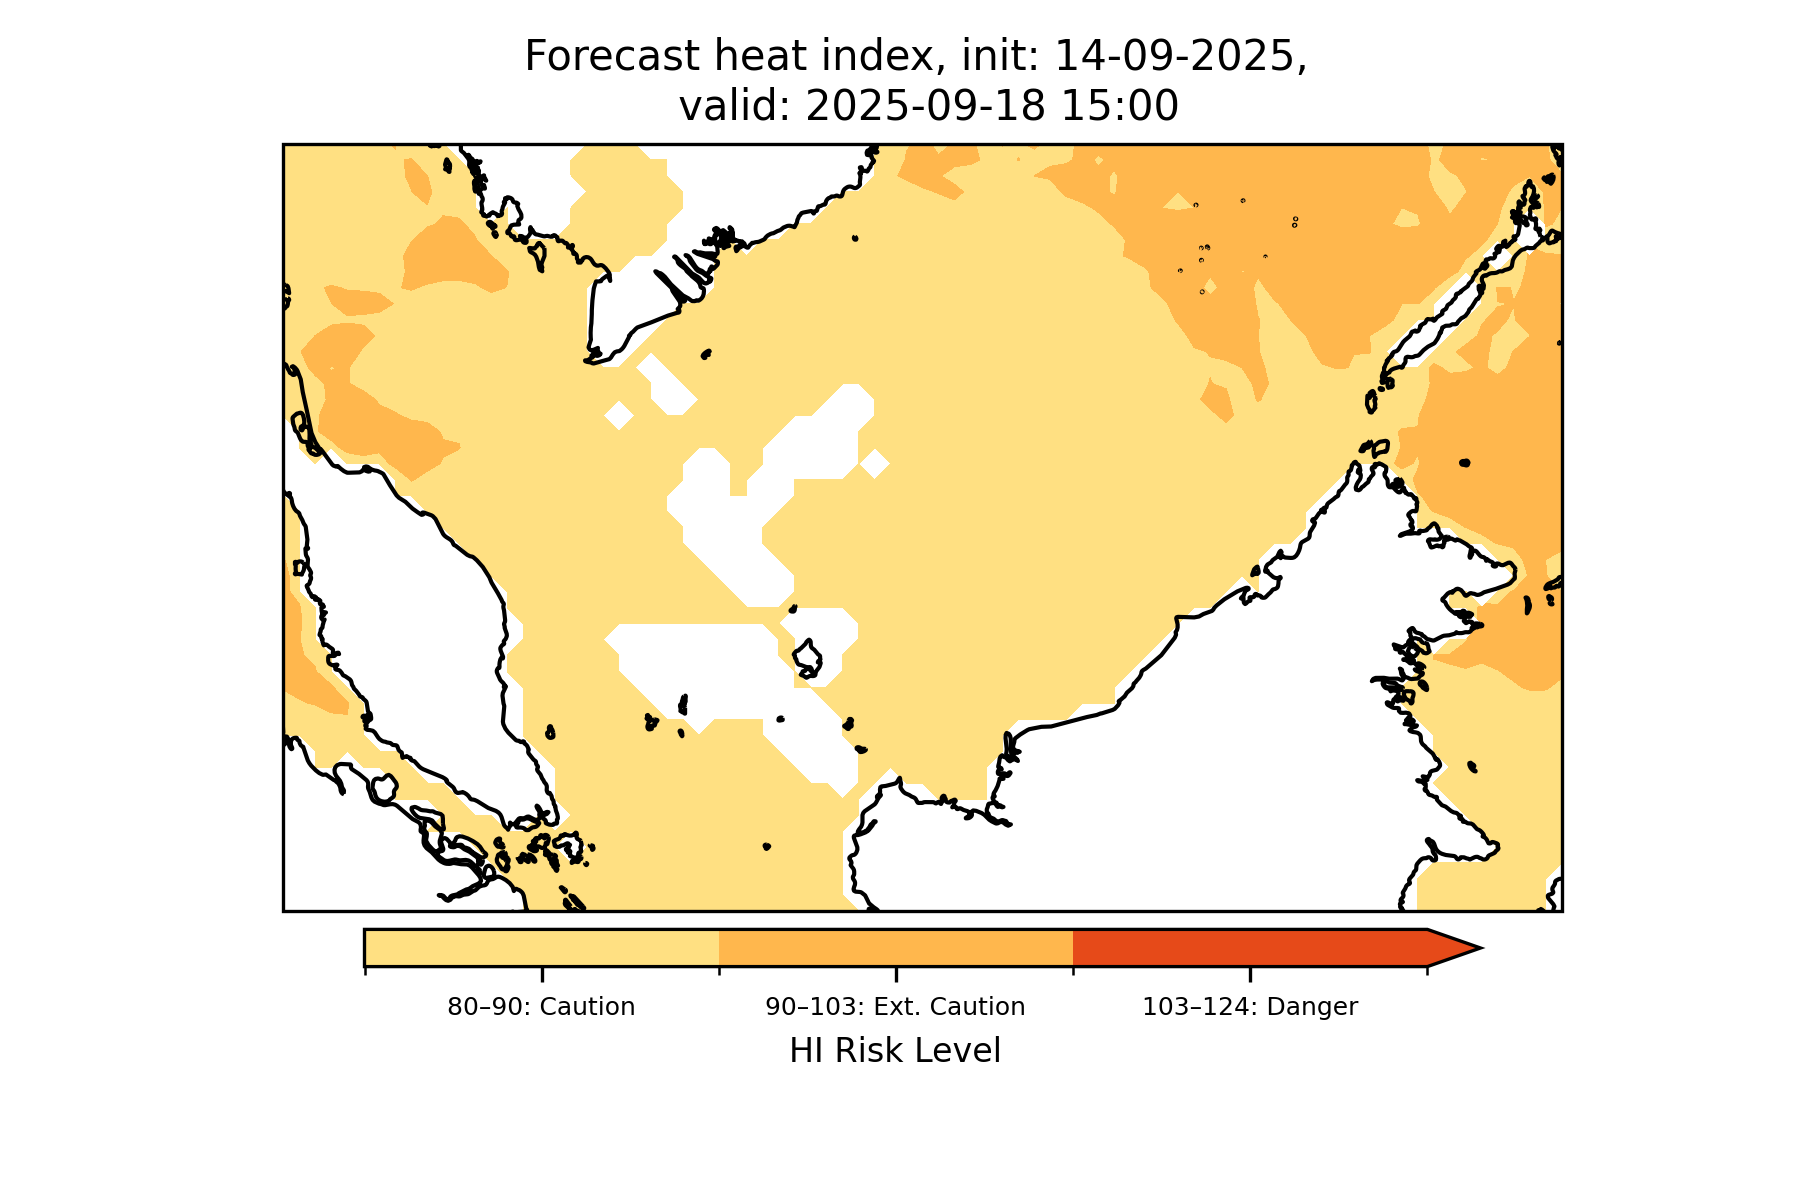 Forecast heat index, init: 14-09-2025,
valid: 2025-09-18 15:00
80–90: Caution
90–103: Ext. Caution
103–124: Danger
HI Risk Level